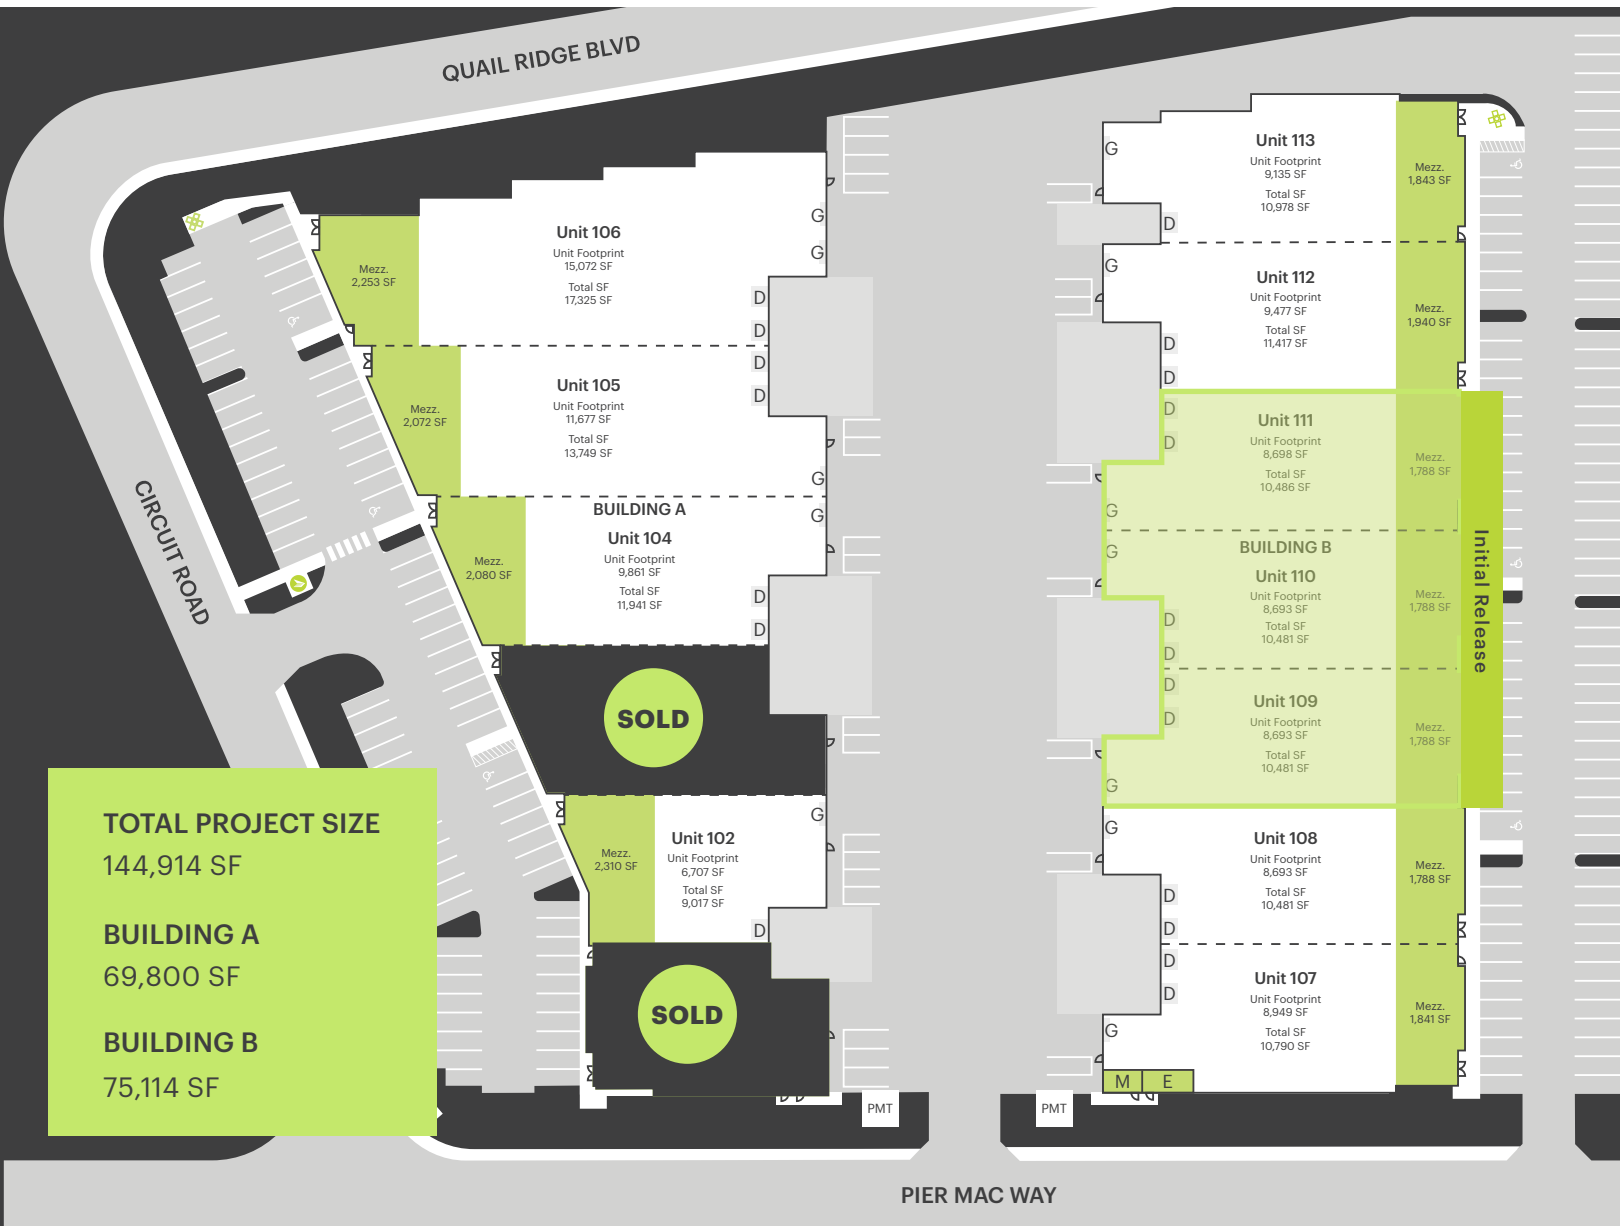 QUAIL RIDGE BLVD
CIRCUIT ROAD
Unit 106
Unit Footprint
15,072 SF
Total SF
17,325 SF
Mezz.
2,253 SF
G
G
D
D
Unit 105
Unit Footprint
11,677 SF
Total SF
13,749 SF
Mezz.
2,072 SF
D
D
G
BUILDING A
Unit 104
Unit Footprint
9,861 SF
Total SF
11,941 SF
Mezz.
2,080 SF
G
D
D
SOLD
Unit 102
Unit Footprint
6,707 SF
Total SF
9,017 SF
Mezz.
2,310 SF
G
D
SOLD
PMT
Unit 113
Unit Footprint
9,135 SF
Total SF
10,978 SF
Mezz.
1,843 SF
G
D
Unit 112
Unit Footprint
9,477 SF
Total SF
11,417 SF
Mezz.
1,940 SF
G
D
D
Unit 111
Unit Footprint
8,698 SF
Total SF
10,486 SF
Mezz.
1,788 SF
D
D
G
BUILDING B
Unit 110
Unit Footprint
8,693 SF
Total SF
10,481 SF
Mezz.
1,788 SF
G
D
D
Unit 109
Unit Footprint
8,693 SF
Total SF
10,481 SF
Mezz.
1,788 SF
D
D
G
Initial Release
Unit 108
Unit Footprint
8,693 SF
Total SF
10,481 SF
Mezz.
1,788 SF
G
D
D
Unit 107
Unit Footprint
8,949 SF
Total SF
10,790 SF
Mezz.
1,841 SF
D
D
G
M
E
PMT
TOTAL PROJECT SIZE
144,914 SF
BUILDING A
69,800 SF
BUILDING B
75,114 SF
PIER MAC WAY